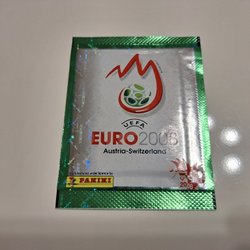 UEFA
EURO2008
Austria-Switzerland
PANINI